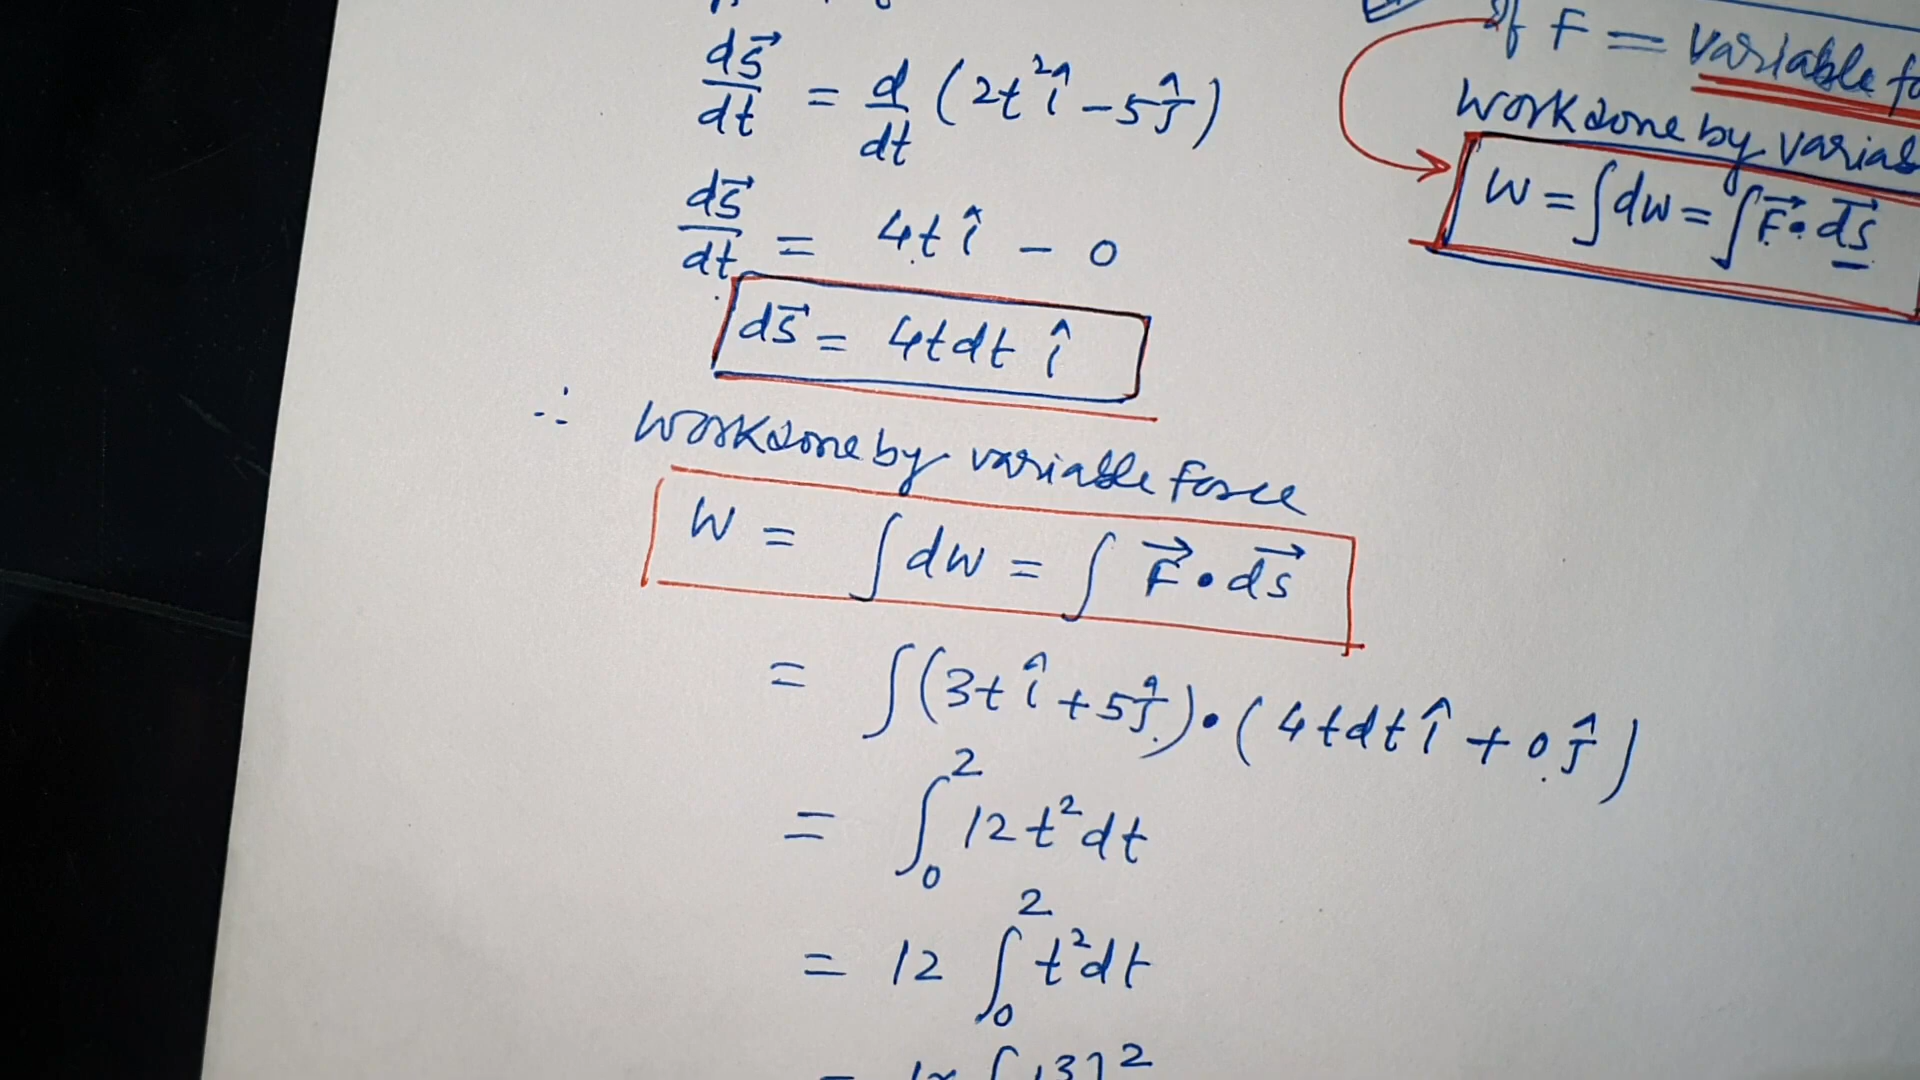 ds⃗/dt = d/dt (2t²î - 5ĵ)
ds⃗/dt = 4tî - 0
ds⃗ = 4tdt î
∴ Workdone by variable Force
W = ∫dw = ∫F⃗·ds⃗
= ∫(3tî + 5ĵ)·(4tdtî + 0ĵ)
= ∫₀² 12t²dt
= 12 ∫₀² t²dt
If F = Variable
Workdone by
W = ∫dw = ∫F⃗·ds⃗